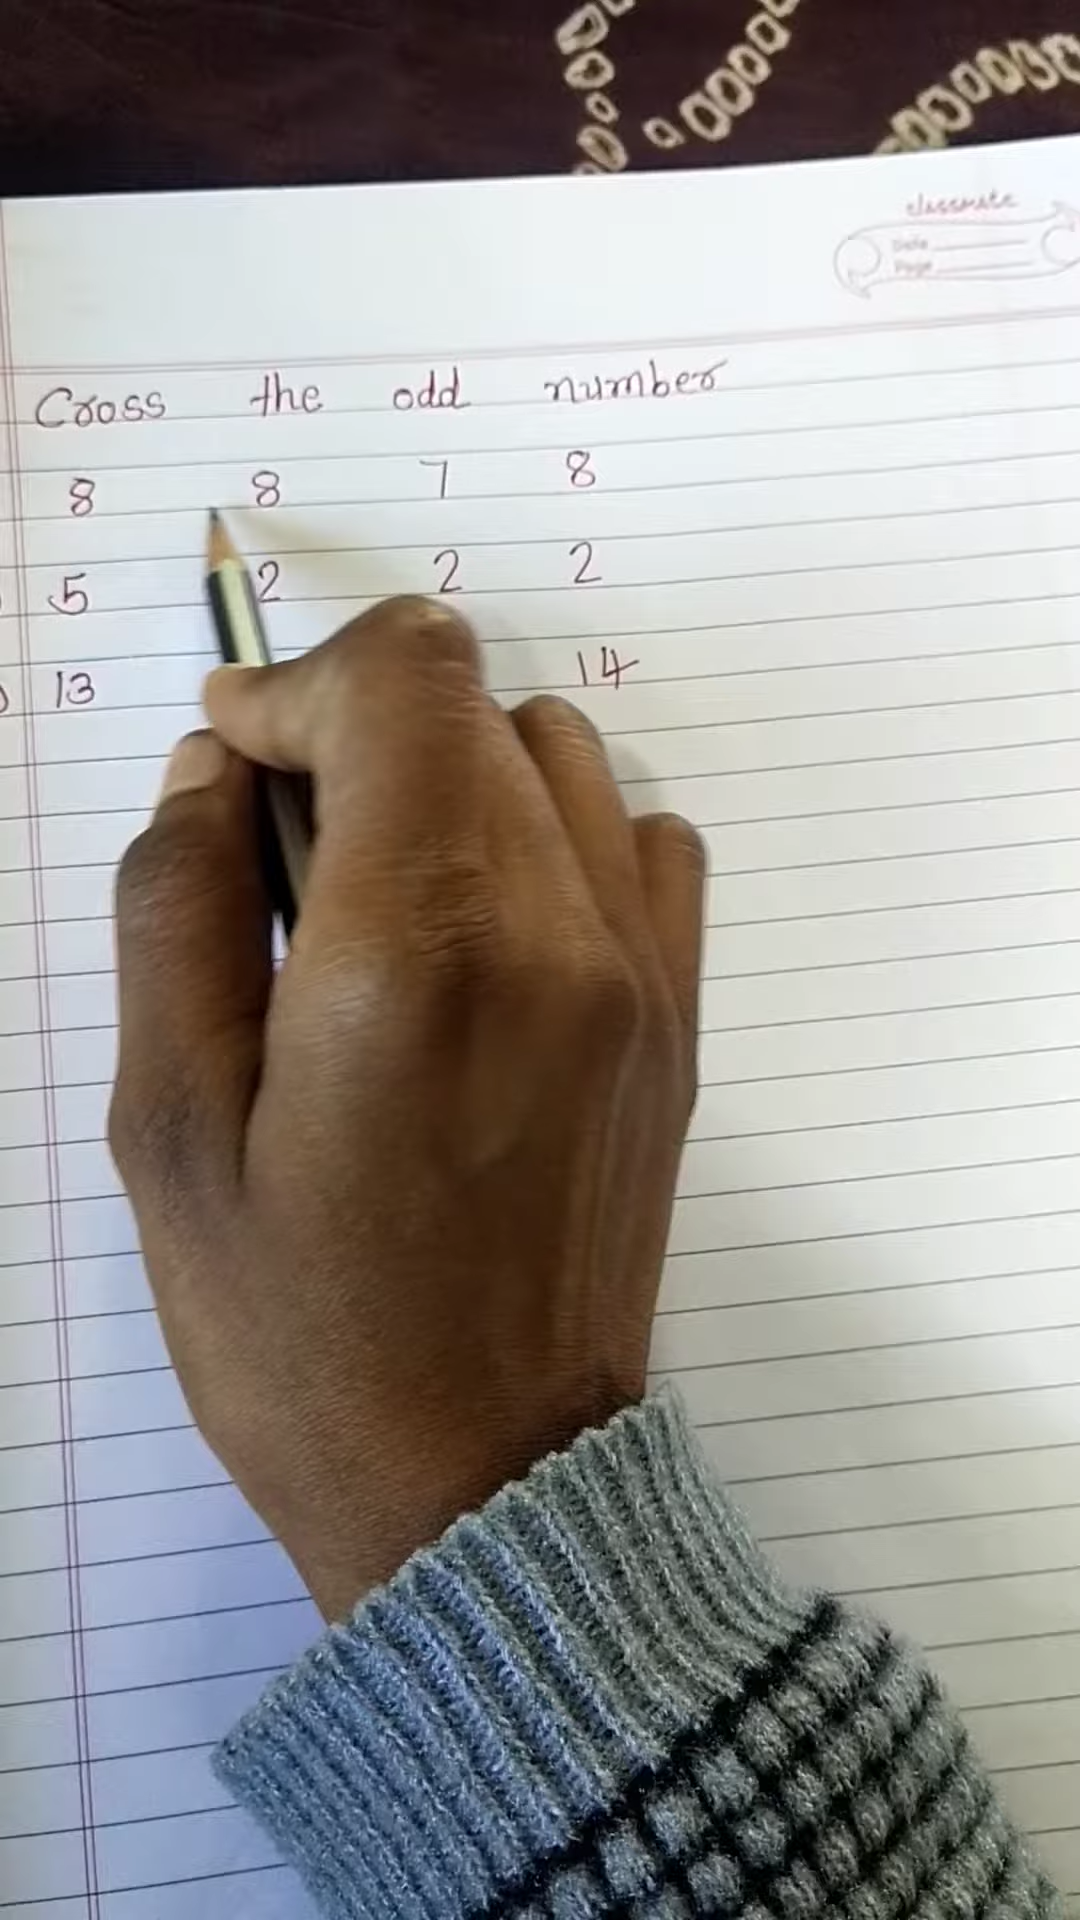 classmate
Date
Page
Cross the odd number
8 8 7 8
5 2 2 2
13 14